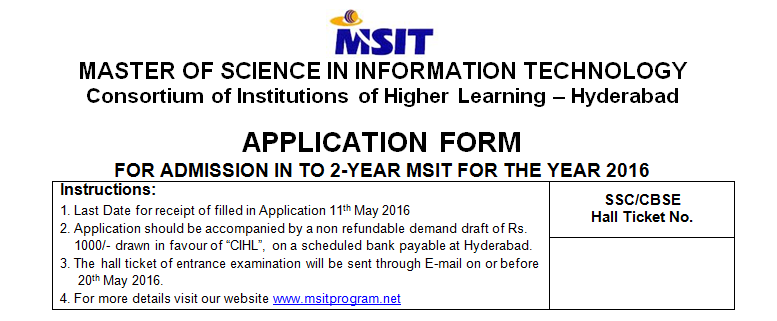 MSIT
MASTER OF SCIENCE IN INFORMATION TECHNOLOGY
Consortium of Institutions of Higher Learning – Hyderabad
APPLICATION FORM
FOR ADMISSION IN TO 2-YEAR MSIT FOR THE YEAR 2016
Instructions:
1. Last Date for receipt of filled in Application 11th May 2016
2. Application should be accompanied by a non refundable demand draft of Rs.
1000/- drawn in favour of “CIHL”, on a scheduled bank payable at Hyderabad.
3. The hall ticket of entrance examination will be sent through E-mail on or before
20th May 2016.
4. For more details visit our website www.msitprogram.net
SSC/CBSE
Hall Ticket No.